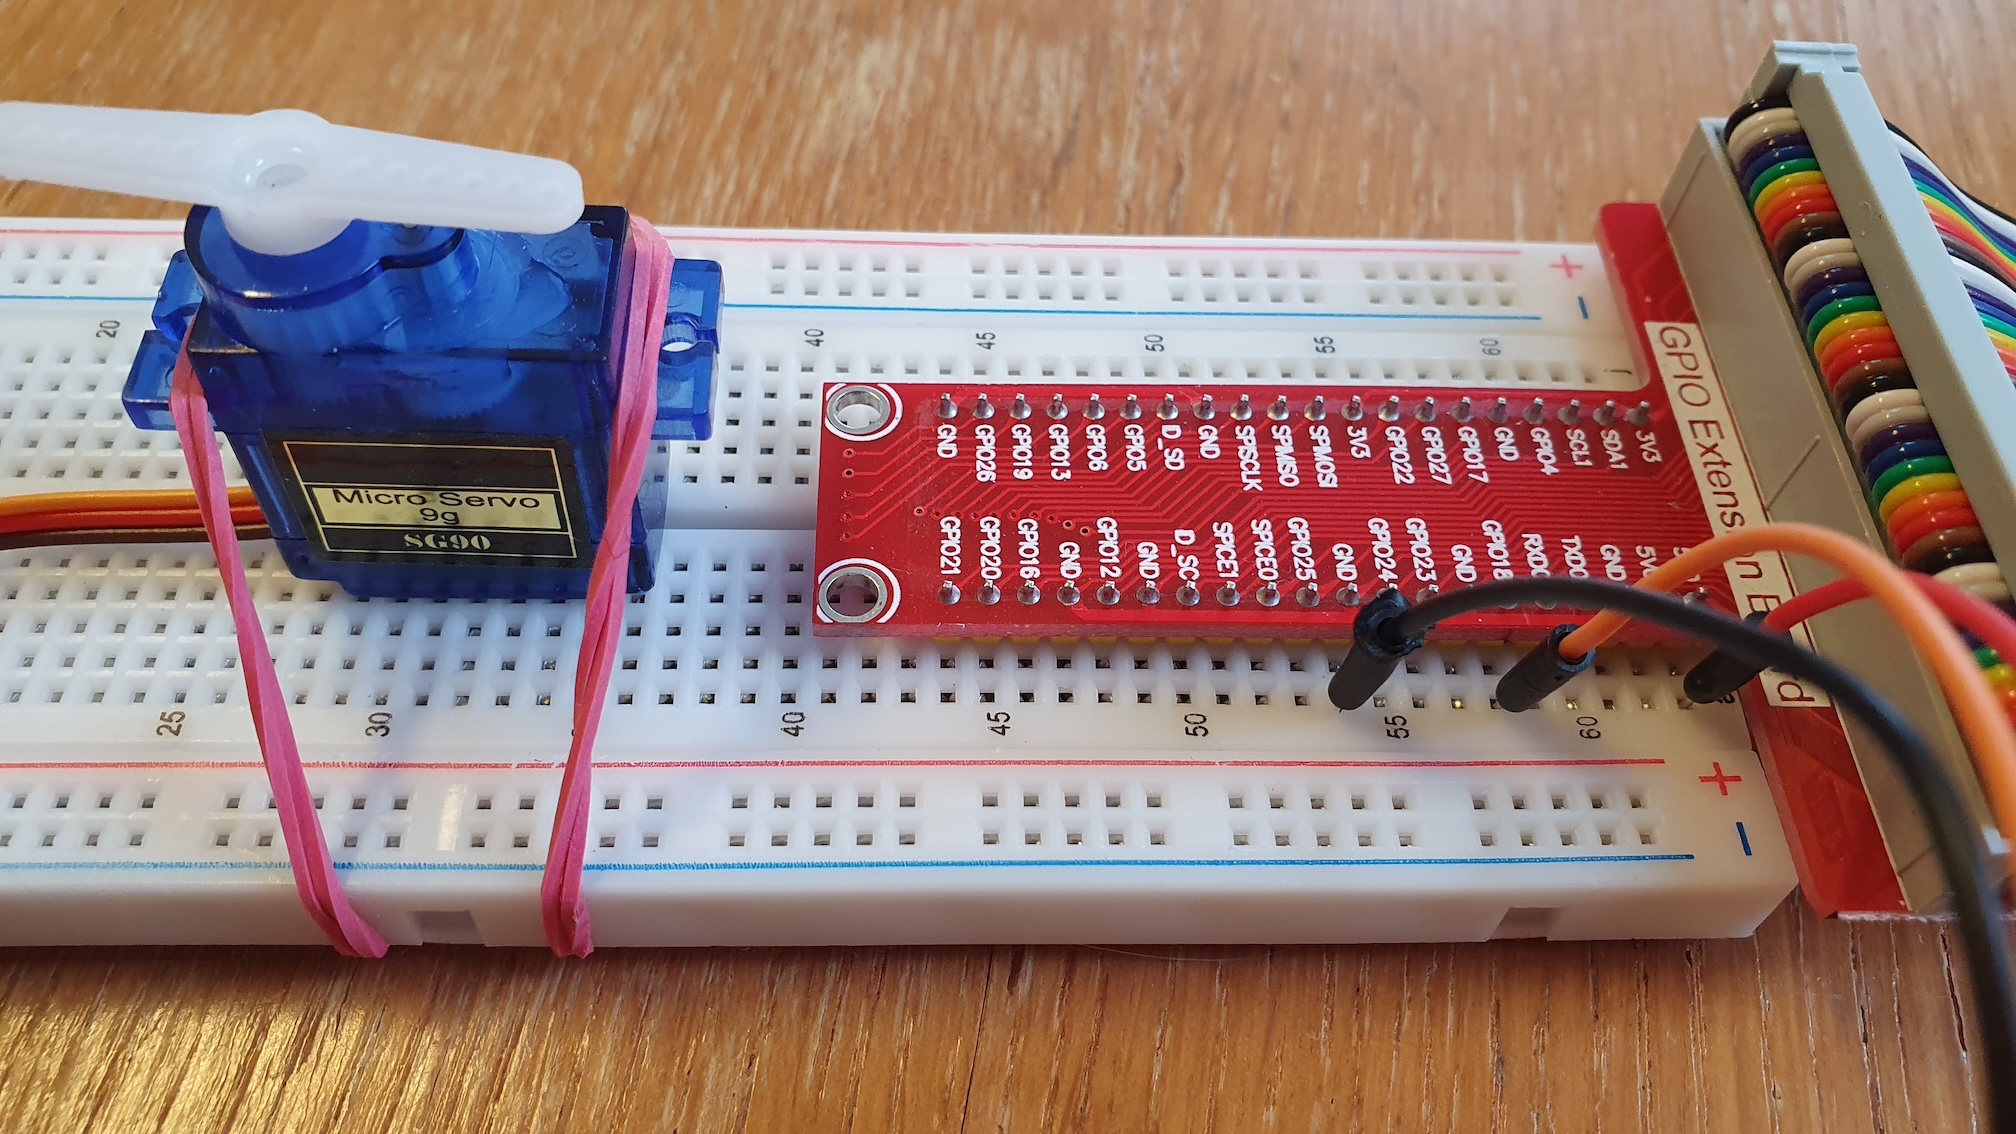 +
-
20
40
45
50
55
60
j
GND
GPIO26
GPIO19
GPIO13
GPIO6
GPIO5
D_SD
GND
SPISCLK
SPIMISO
SPIMOSI
3V3
GPIO22
GPIO27
GPIO17
GND
GPIO4
SCL1
SDA1
3V3
GPIO Extension
GPIO21
GPIO20
GPIO16
GND
GPIO12
GND
D_SC
SPICE1
SPICE0
GPIO25
GND
GPIO24
GPIO23
GND
GPIO18
TXD0
GND
Micro Servo
9g
SG90
25
30
40
45
50
55
60
+
-